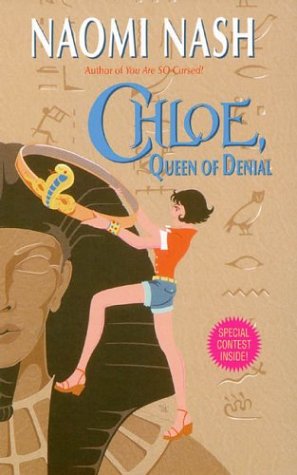 NAOMI NASH
Author of You Are SO Cursed!
CHLOE,
QUEEN OF DENIAL
SPECIAL
CONTEST
INSIDE!